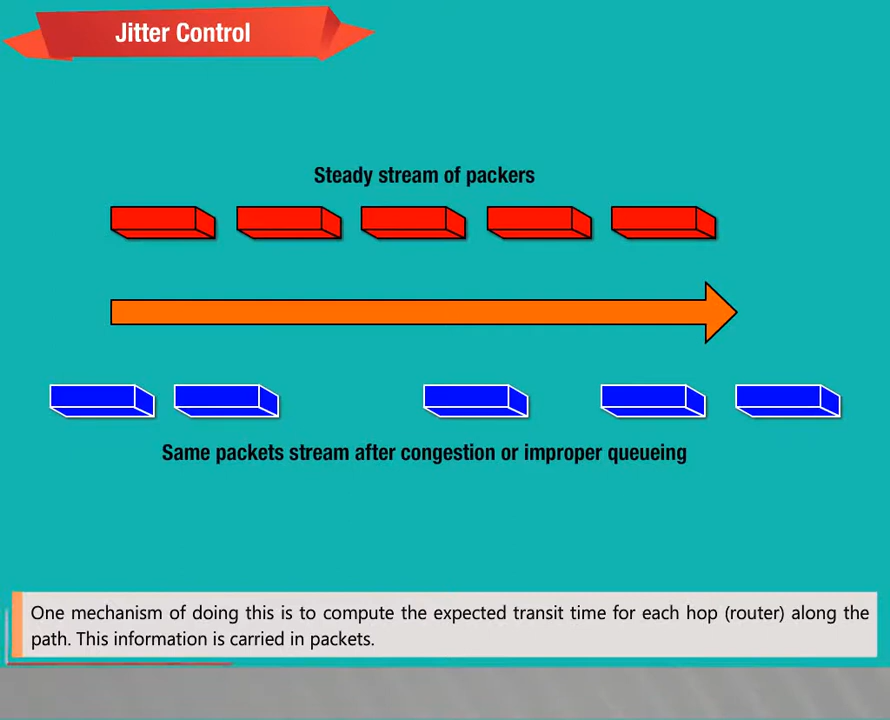 Jitter Control
Steady stream of packers
Same packets stream after congestion or improper queueing
One mechanism of doing this is to compute the expected transit time for each hop (router) along the
path. This information is carried in packets.